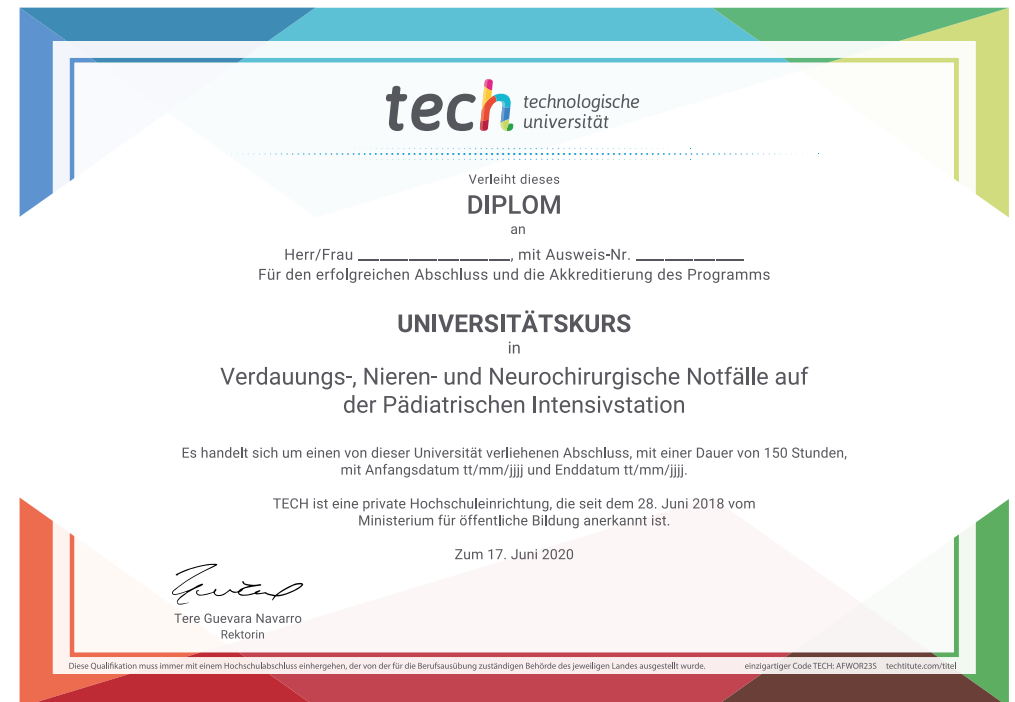 tech technologische
universität
Verleiht dieses
DIPLOM
an
Herr/Frau _______________, mit Ausweis-Nr. ___________
Für den erfolgreichen Abschluss und die Akkreditierung des Programms
UNIVERSITÄTSKURS
in
Verdauungs-, Nieren- und Neurochirurgische Notfälle auf
der Pädiatrischen Intensivstation
Es handelt sich um einen von dieser Universität verliehenen Abschluss, mit einer Dauer von 150 Stunden,
mit Anfangsdatum tt/mm/jjjj und Enddatum tt/mm/jjjj.
TECH ist eine private Hochschuleinrichtung, die seit dem 28. Juni 2018 vom
Ministerium für öffentliche Bildung anerkannt ist.
Zum 17. Juni 2020
Tere Guevara Navarro
Rektorin
Diese Qualifikation muss immer mit einem Hochschulabschluss einhergehen, der von der für die Berufsausübung zuständigen Behörde des jeweiligen Landes ausgestellt wurde. einzigartiger Code TECH: AFWOR23S techtitute.com/titel